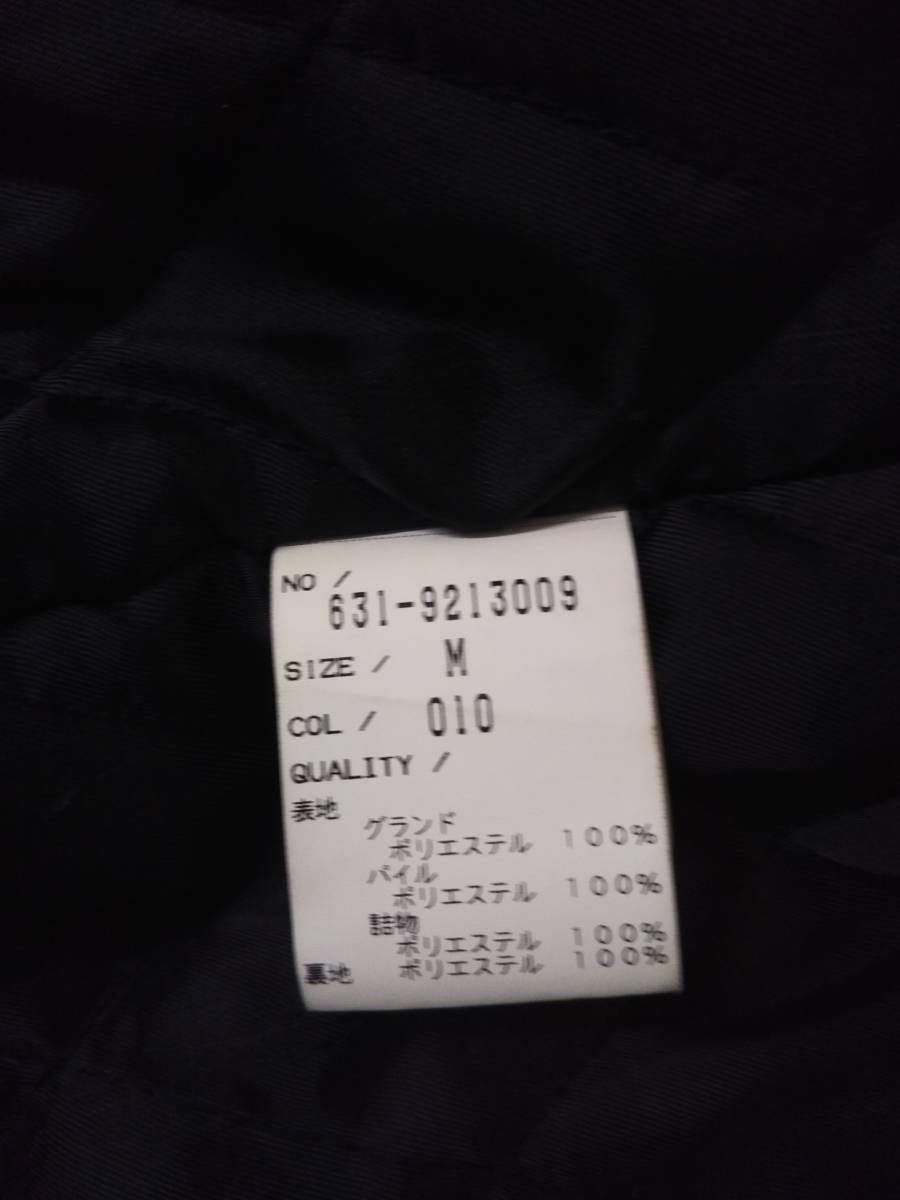 NO /
631-9213009
SIZE / M
COL / 010
QUALITY /
表地
グランド
ポリエステル 100%
パイル
ポリエステル 100%
詰物
ポリエステル 100%
裏地 ポリエステル 100%